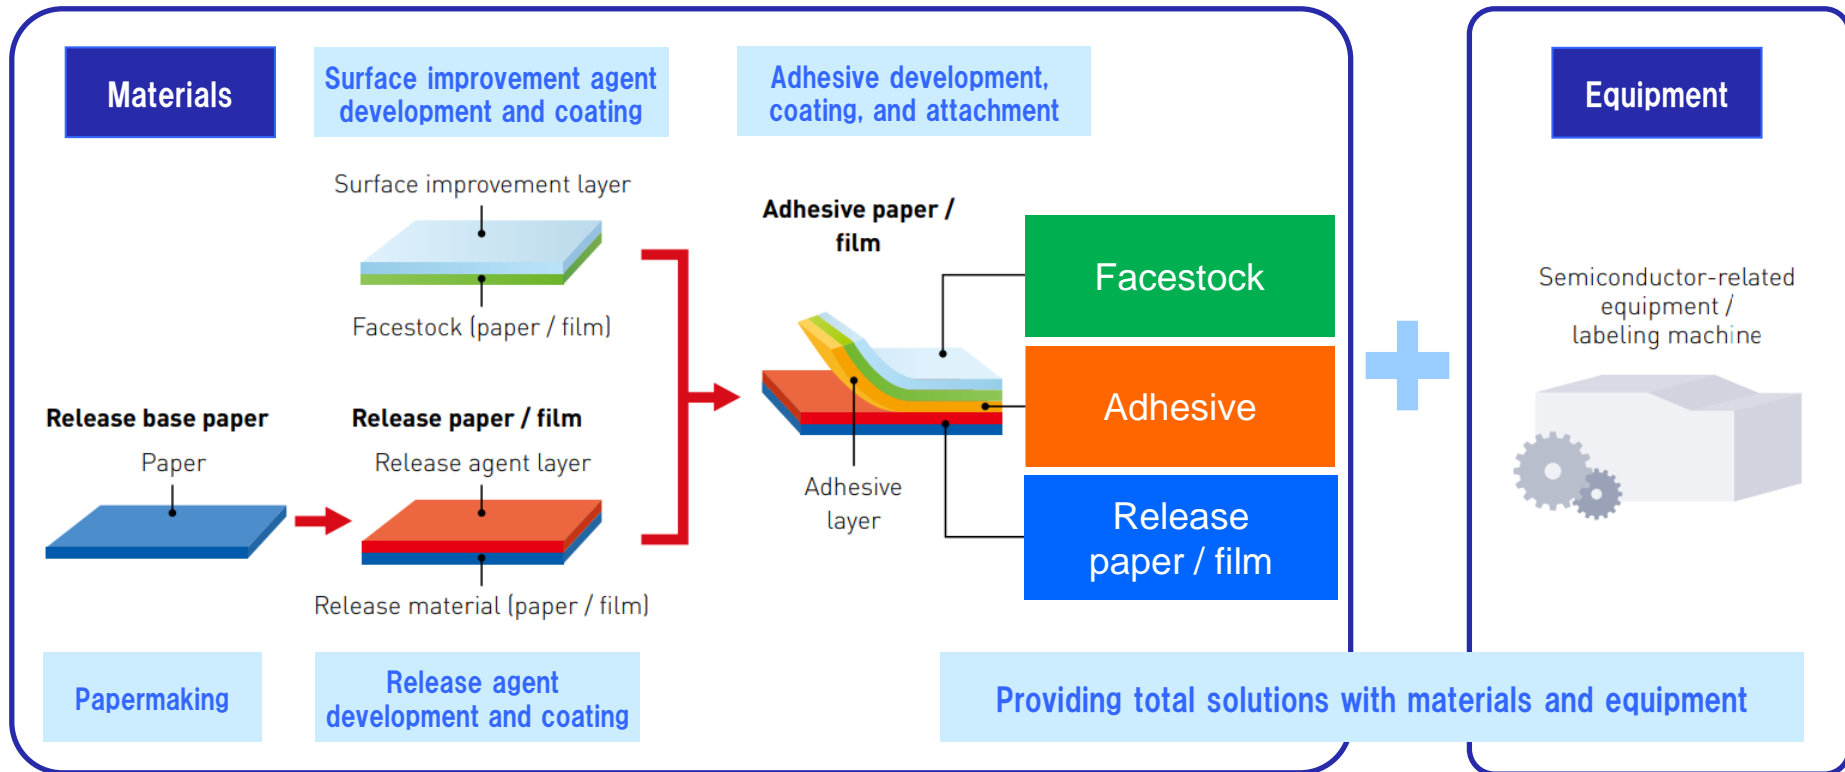 Materials
Surface improvement agent
development and coating
Adhesive development,
coating, and attachment
Equipment
Surface improvement layer
Facestock (paper / film)
Adhesive paper /
film
Facestock
Adhesive
Release
paper / film
Adhesive
layer
Semiconductor-related
equipment /
labeling machine
Release base paper
Paper
Release paper / film
Release agent layer
Release material (paper / film)
Papermaking
Release agent
development and coating
Providing total solutions with materials and equipment